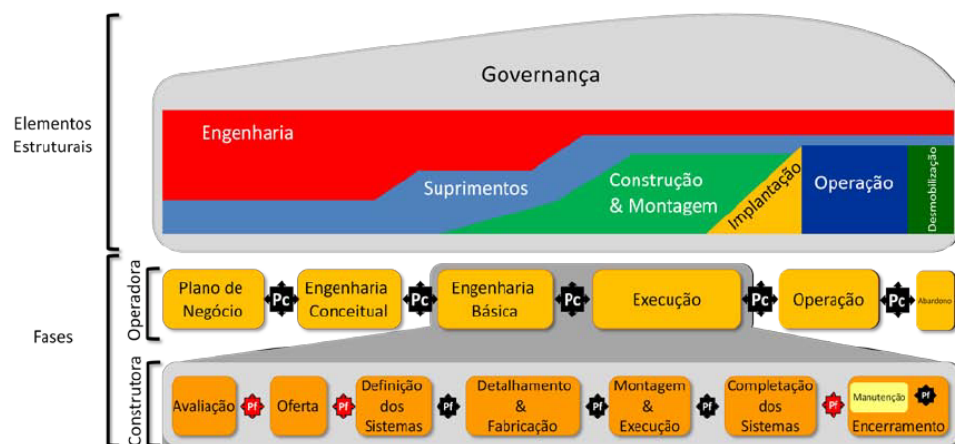 Governança
Elementos
Estruturais
Engenharia
Suprimentos
Construção
& Montagem
Implantação
Operação
Desmobilização
Fases
Operadora
Plano de
Negócio
Pc
Engenharia
Conceitual
Pc
Engenharia
Básica
Pc
Execução
Pc
Operação
Pc
Abandono
Construtora
Avaliação
Pf
Oferta
Pf
Definição
dos
Sistemas
Pf
Detalhamento
&
Fabricação
Pf
Montagem
&
Execução
Pf
Completação
dos
Sistemas
Pf
Manutenção
Pf
Encerramento